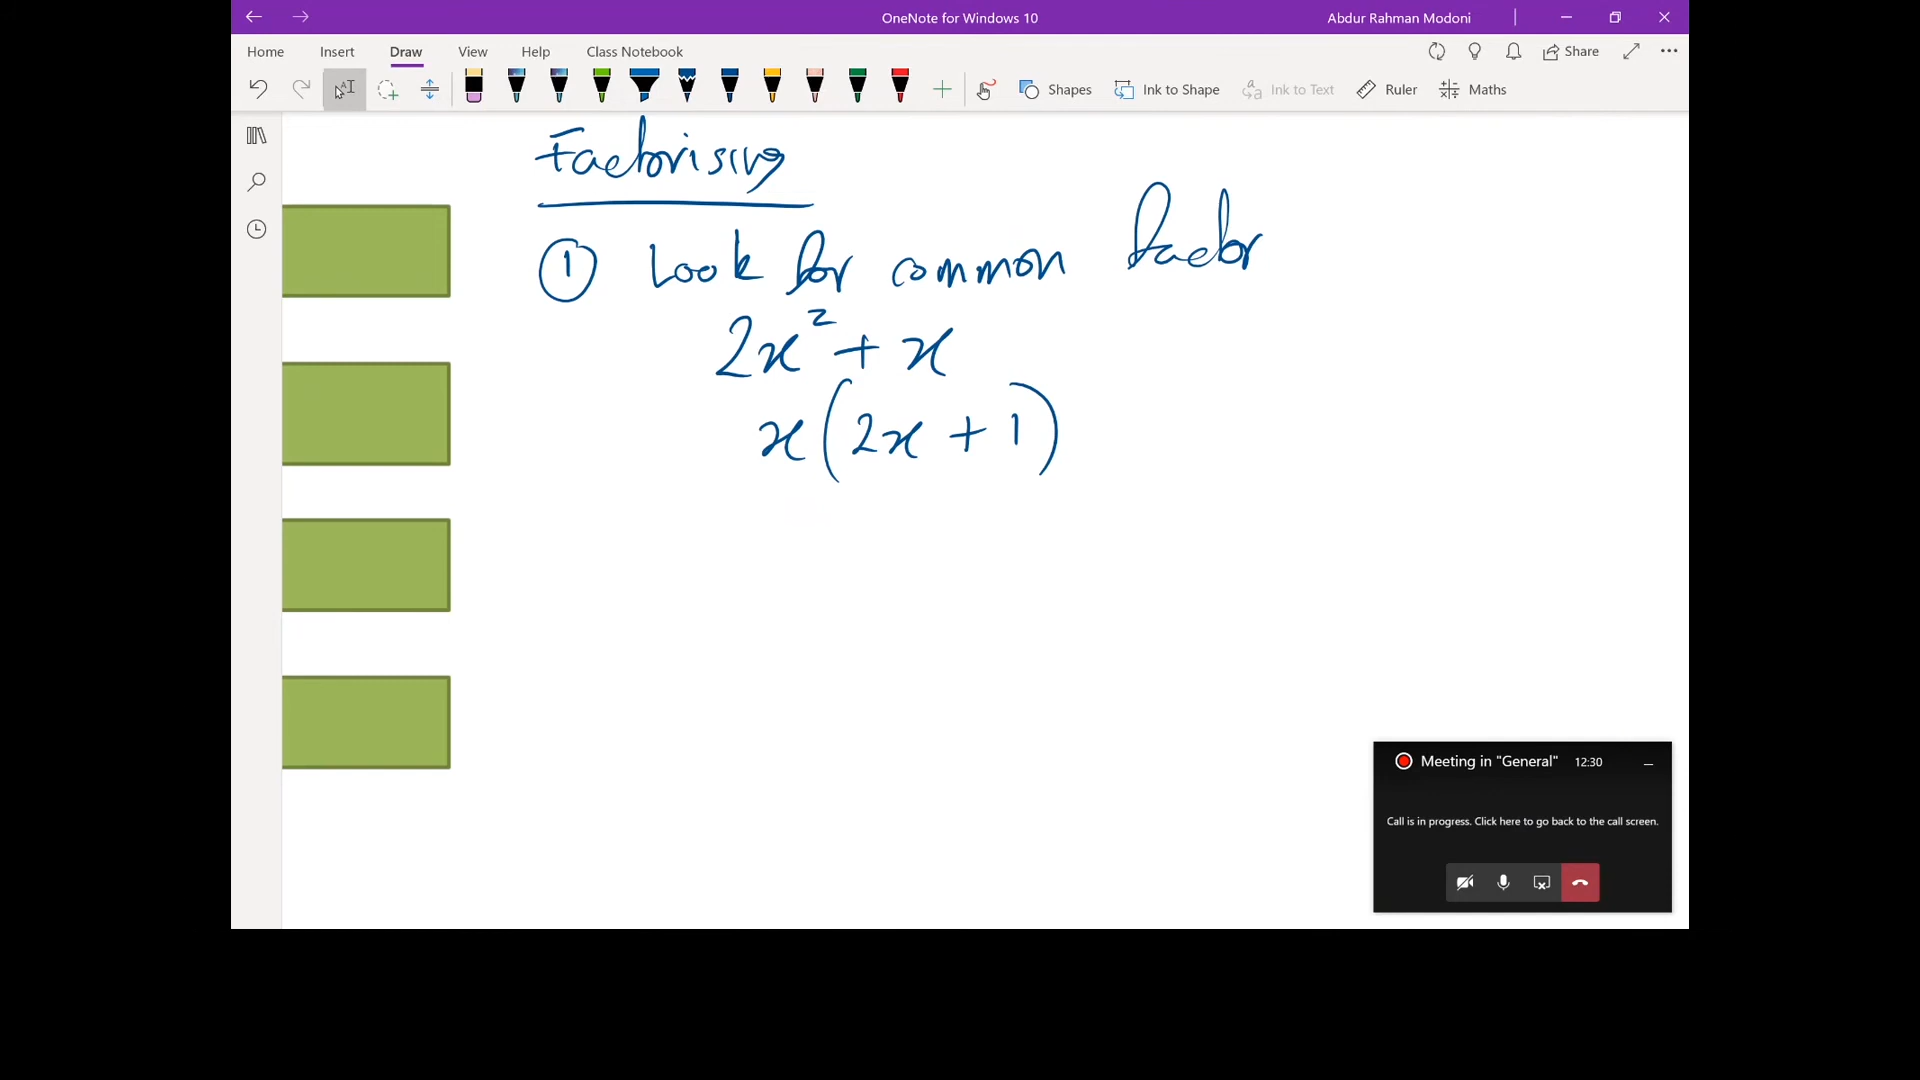 OneNote for Windows 10
Abdur Rahman Modoni
Home Insert Draw View Help Class Notebook
Share
Shapes Ink to Shape Ink to Text Ruler Maths
Factorising
① Look for common factor
2x² + x
x(2x + 1)
Meeting in "General" 12:30
Call is in progress. Click here to go back to the call screen.